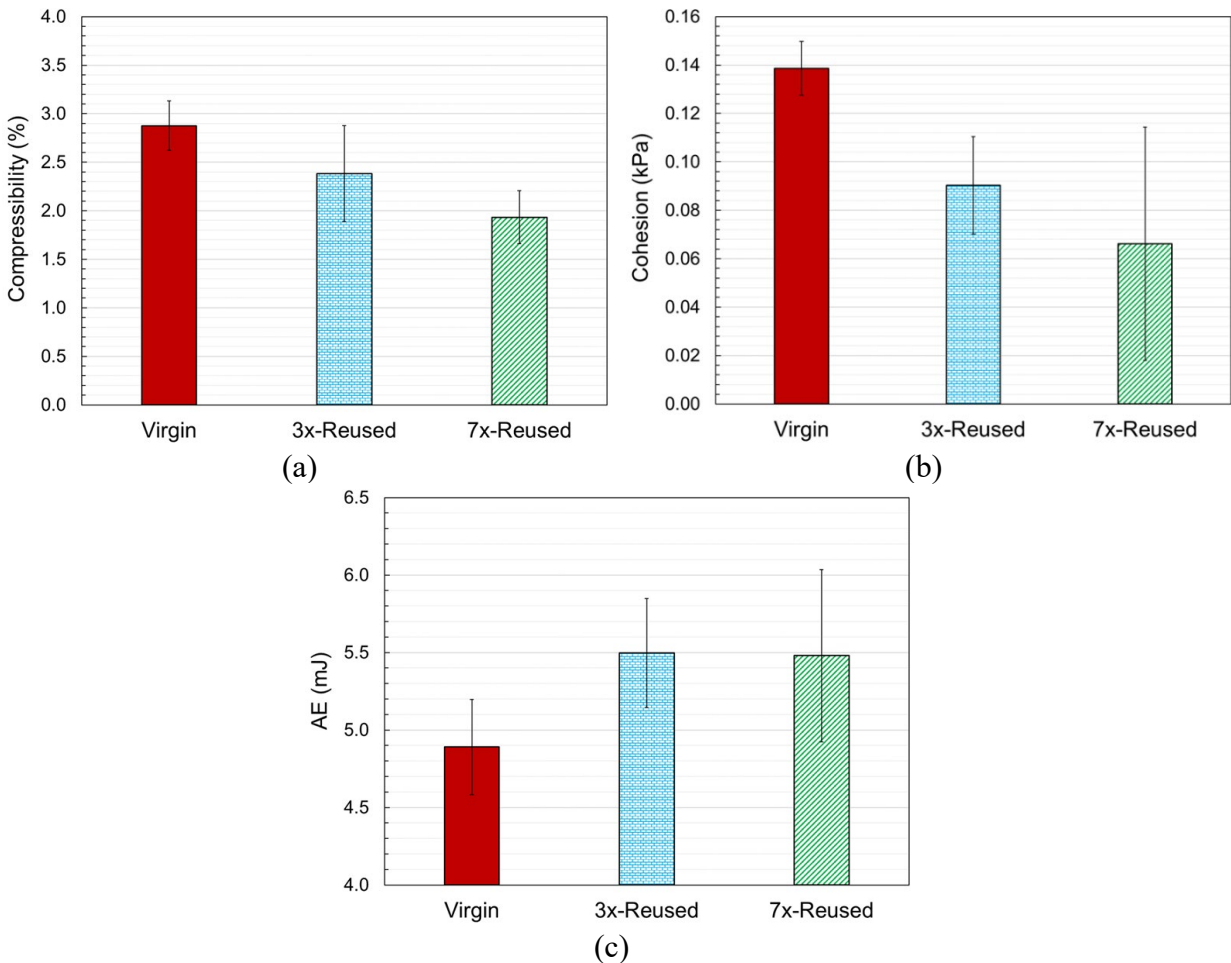 Compressibility (%)
4.0
3.5
3.0
2.5
2.0
1.5
1.0
0.5
0.0
Virgin 3x-Reused 7x-Reused
(a)
Cohesion (kPa)
0.16
0.14
0.12
0.10
0.08
0.06
0.04
0.02
0.00
Virgin 3x-Reused 7x-Reused
(b)
AE (mJ)
6.5
6.0
5.5
5.0
4.5
4.0
Virgin 3x-Reused 7x-Reused
(c)